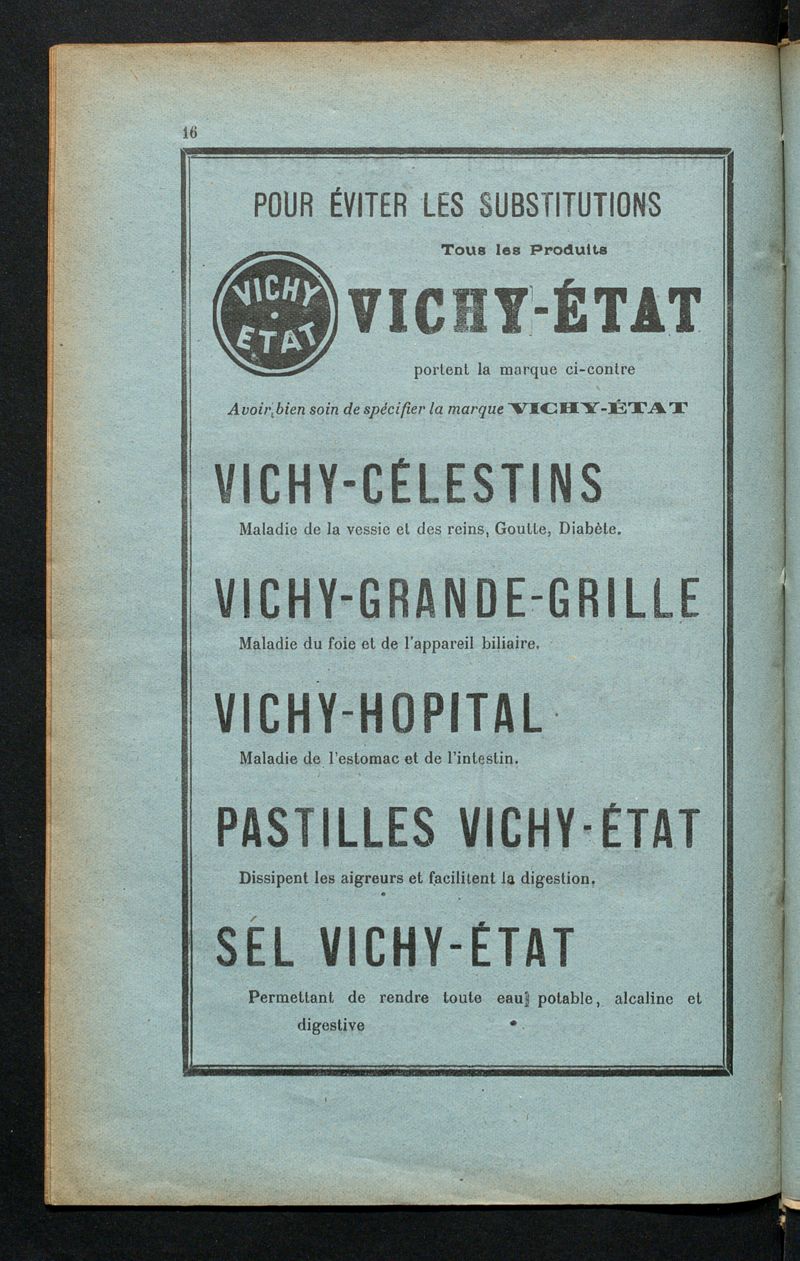 16
POUR ÉVITER LES SUBSTITUTIONS
Tous les Produits
VICHY
ETAT
VICHY-ÉTAT
portent la marque ci-contre
Avoir bien soin de spécifier la marque VICHY-ÉTAT
VICHY-CÉLESTINS
Maladie de la vessie et des reins, Goutte, Diabète.
VICHY-GRANDE-GRILLE
Maladie du foie et de l'appareil biliaire.
VICHY-HOPITAL
Maladie de l'estomac et de l'intestin.
PASTILLES VICHY-ÉTAT
Dissipent les aigreurs et facilitent la digestion.
SEL VICHY-ÉTAT
Permettant de rendre toute eau potable, alcaline et
digestive